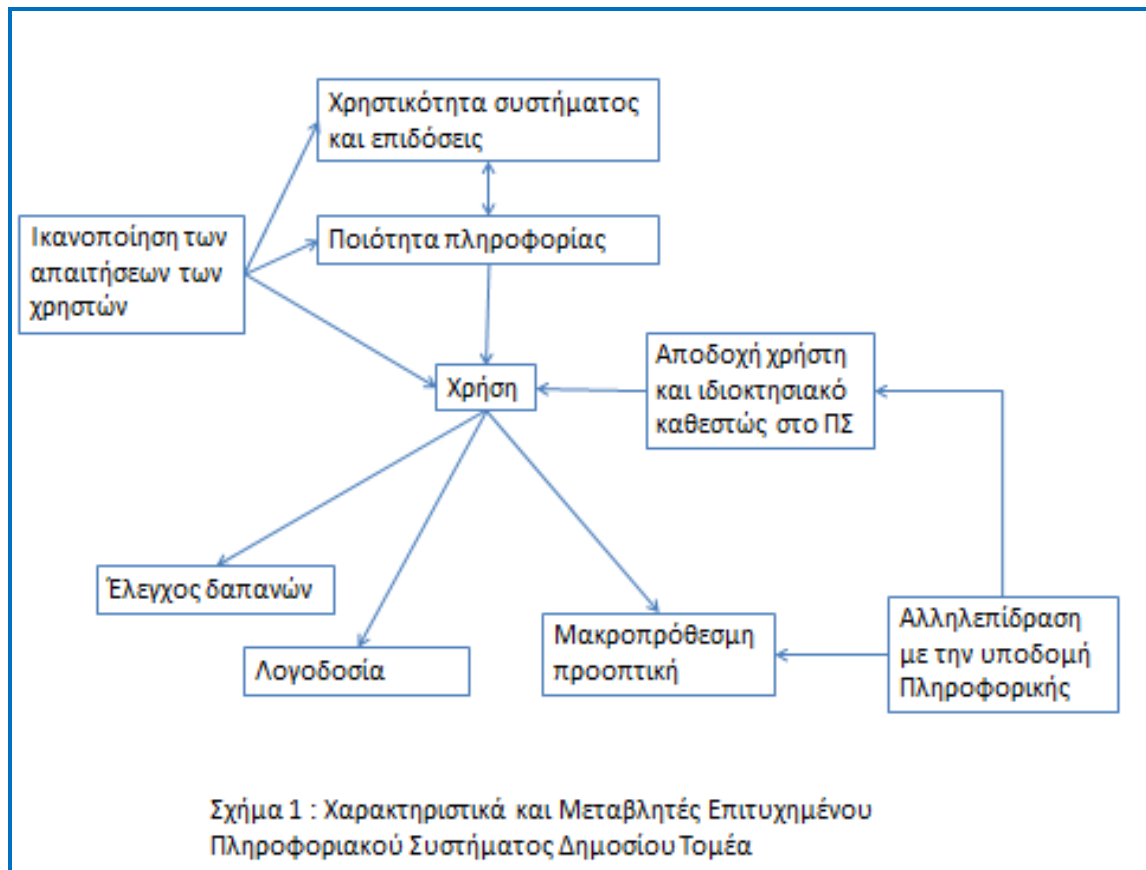 Χρηστικότητα συστήματος
και επιδόσεις
Ικανοποίηση των
απαιτήσεων των
χρηστών
Ποιότητα πληροφορίας
Χρήση
Αποδοχή χρήστη
και ιδιοκτησιακό
καθεστώς στο ΠΣ
Έλεγχος δαπανών
Λογοδοσία
Μακροπρόθεσμη
προοπτική
Αλληλεπίδραση
με την υποδομή
Πληροφορικής
Σχήμα 1 : Χαρακτηριστικά και Μεταβλητές Επιτυχημένου
Πληροφοριακού Συστήματος Δημοσίου Τομέα